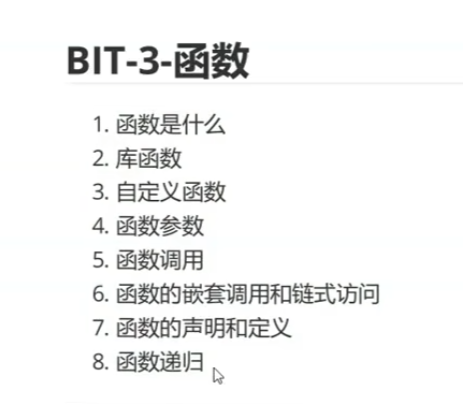 BIT-3-函数
1. 函数是什么
2. 库函数
3. 自定义函数
4. 函数参数
5. 函数调用
6. 函数的嵌套调用和链式访问
7. 函数的声明和定义
8. 函数递归